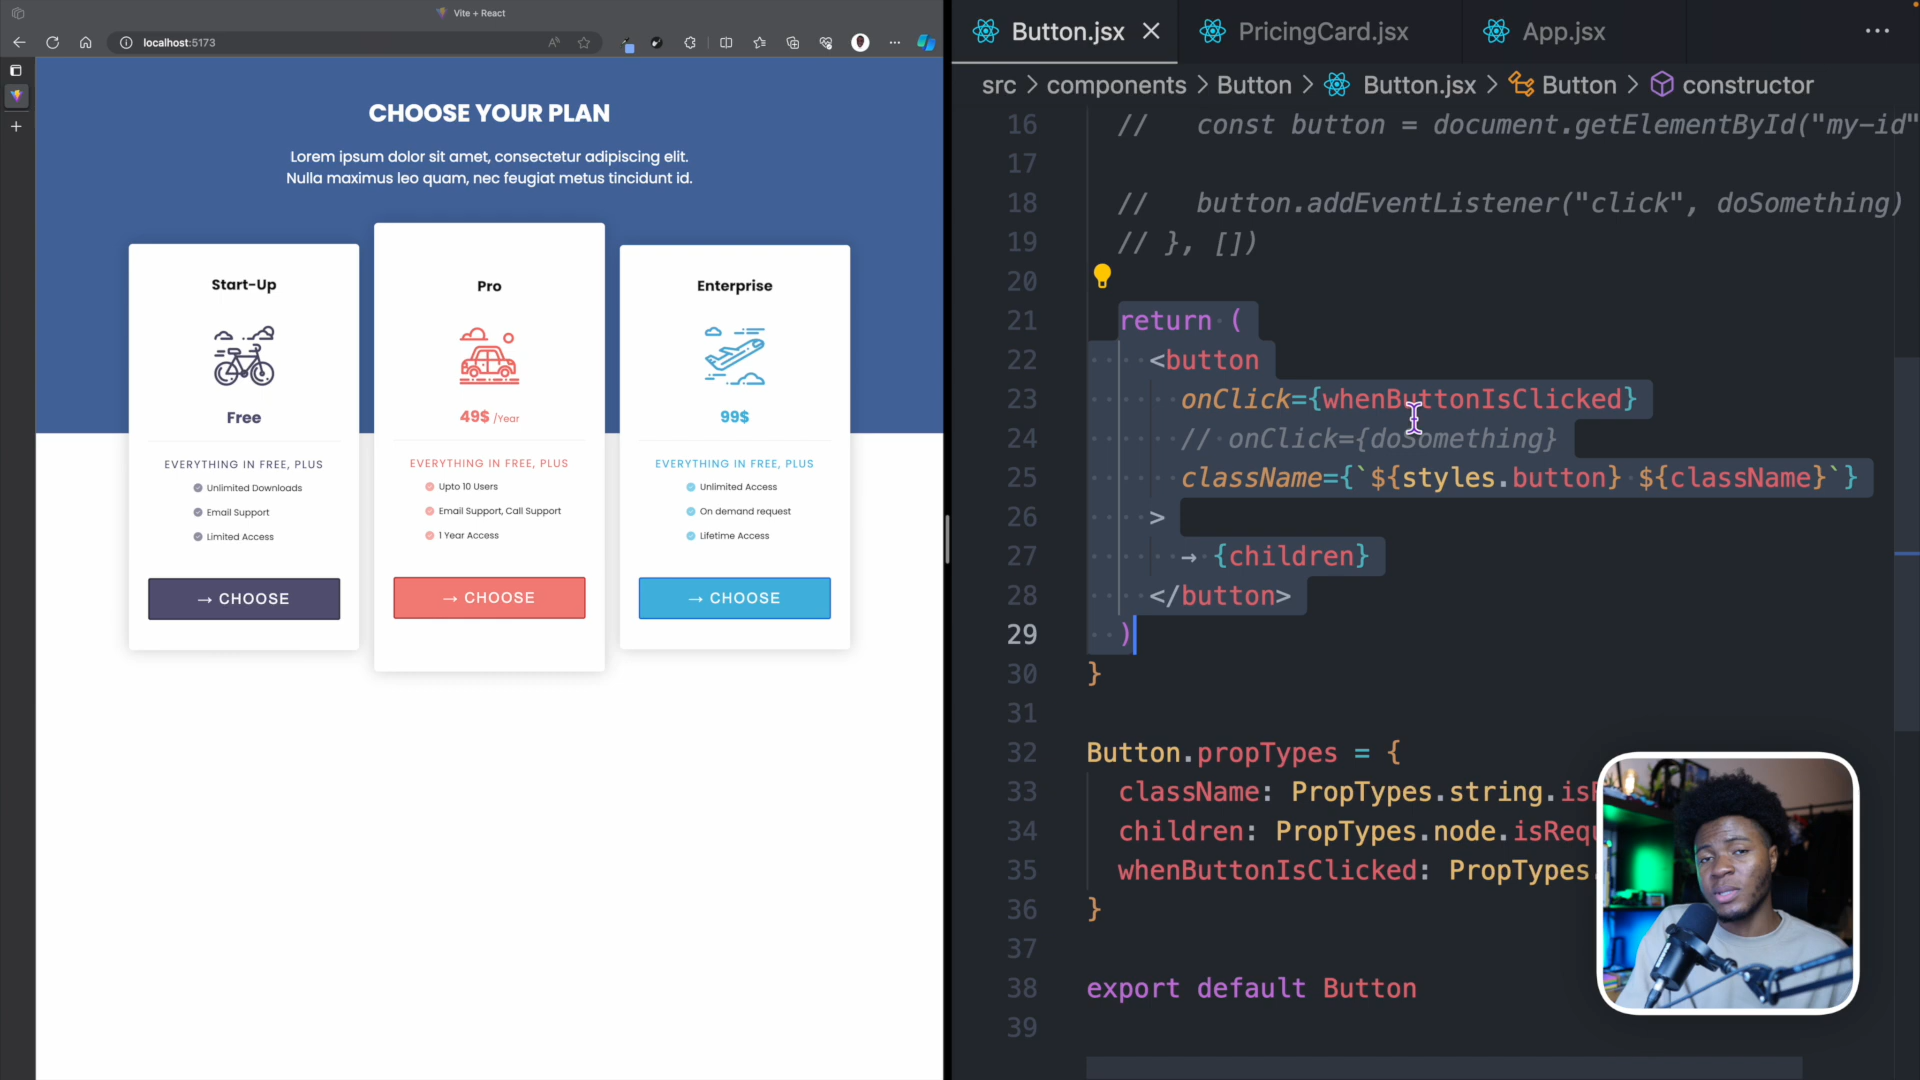 Vite + React
localhost:5173
CHOOSE YOUR PLAN
Lorem ipsum dolor sit amet, consectetur adipiscing elit.
Nulla maximus leo quam, nec feugiat metus tincidunt id.
Start-Up
Free
EVERYTHING IN FREE, PLUS
Unlimited Downloads
Email Support
Limited Access
→ CHOOSE
Pro
49$ /Year
EVERYTHING IN FREE, PLUS
Upto 10 Users
Email Support, Call Support
1 Year Access
→ CHOOSE
Enterprise
99$
EVERYTHING IN FREE, PLUS
Unlimited Access
On demand request
Lifetime Access
→ CHOOSE
Button.jsx
PricingCard.jsx
App.jsx
src > components > Button > Button.jsx > Button > constructor
16 // const button = document.getElementById("my-id"
17
18 // button.addEventListener("click", doSomething)
19 // }, [])
20
21 return (
22 <button
23 onClick={whenButtonIsClicked}
24 // onClick={doSomething}
25 className={`${styles.button} ${className}`}
26 >
27 → {children}
28 </button>
29 )
30 }
31
32 Button.propTypes = {
33 className: PropTypes.string.isR
34 children: PropTypes.node.isRequ
35 whenButtonIsClicked: PropTypes.
36 }
37
38 export default Button
39